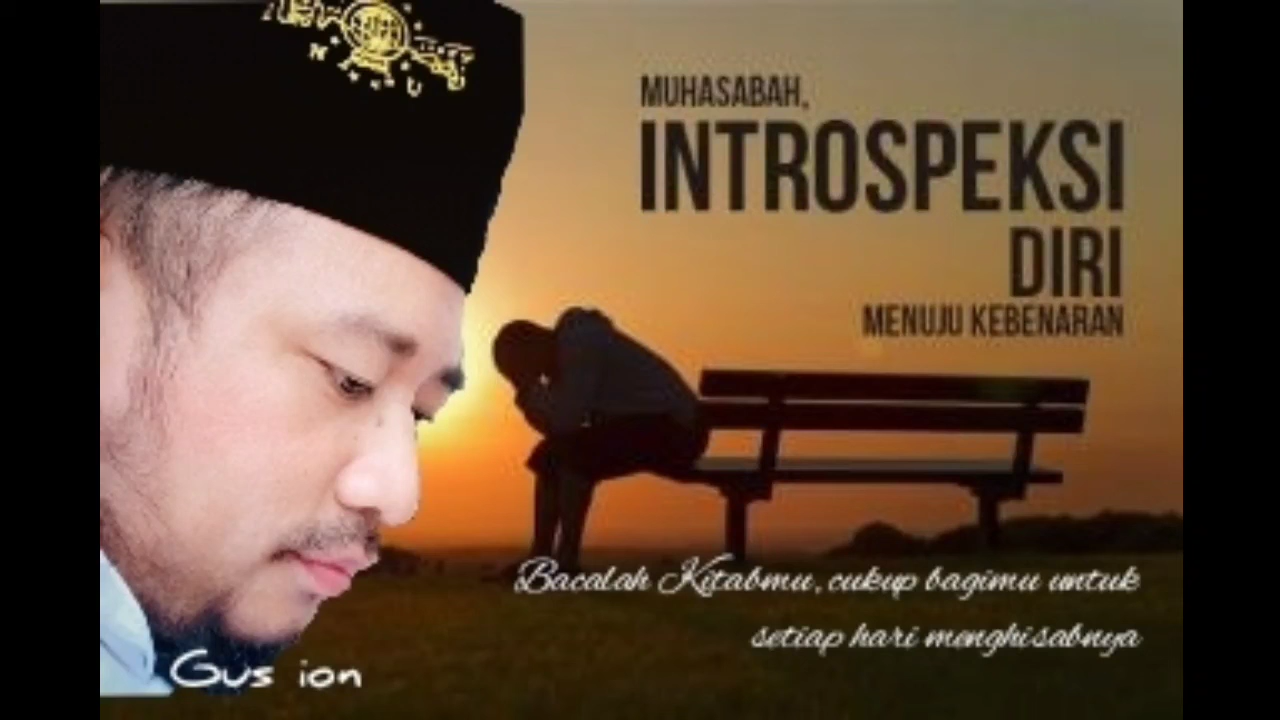 MUHASABAH,
INTROSPEKSI
DIRI
MENUJU KEBENARAN
Bacalah Kitabmu, cukup bagimu untuk
setiap hari menghisabnya
Gus ion